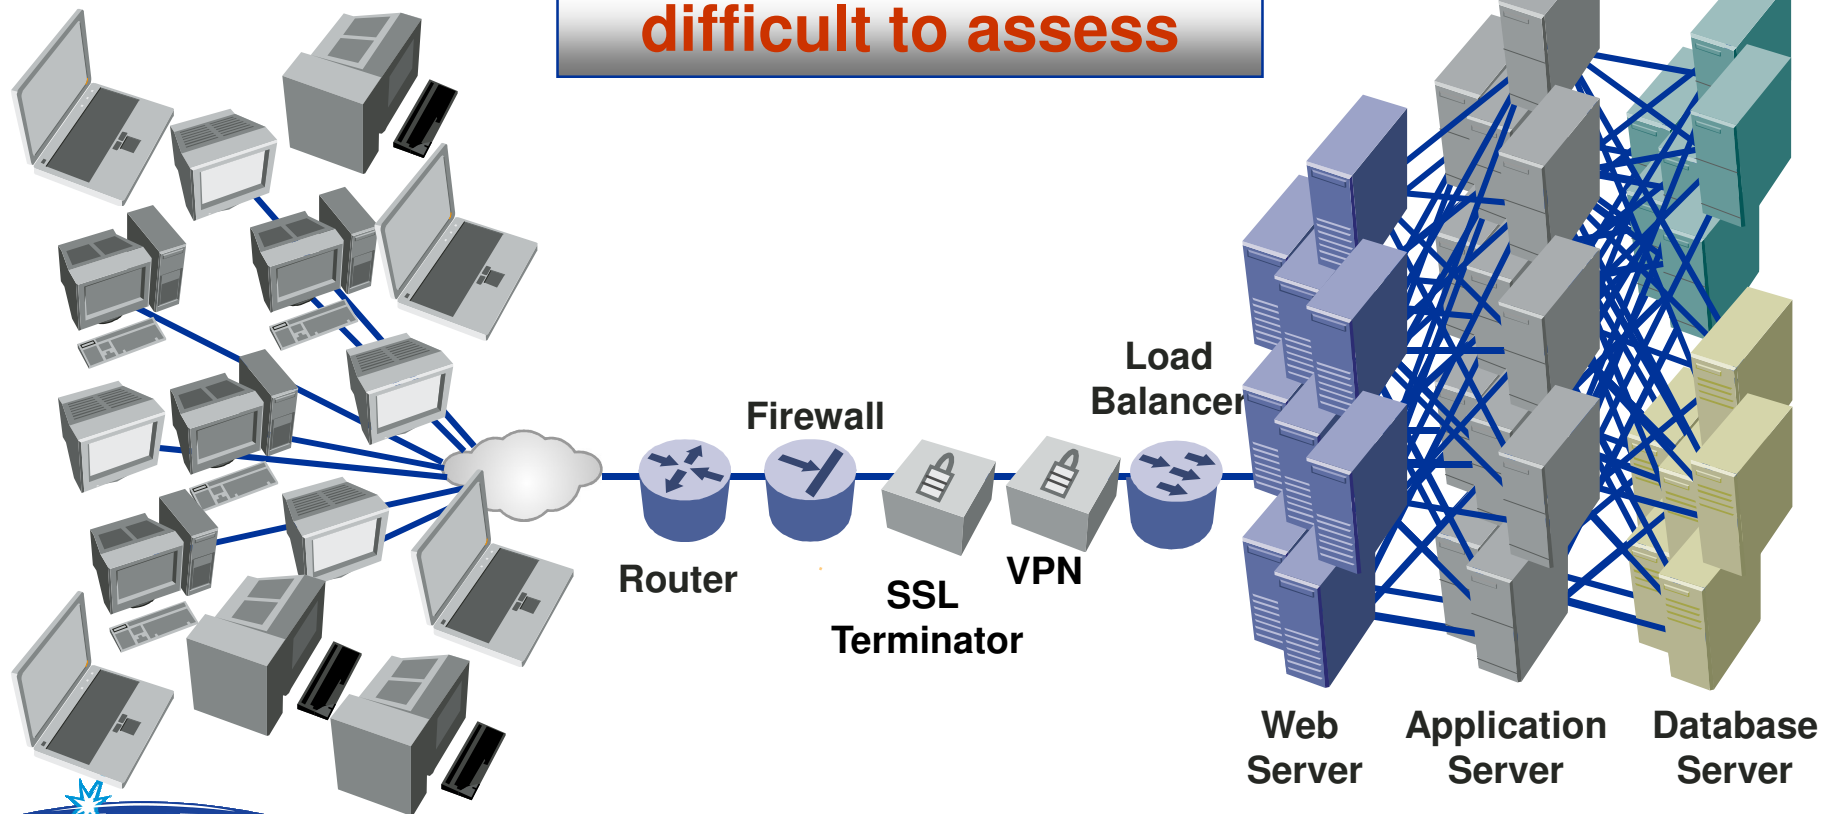 difficult to assess
Load
Balancer
Firewall
Router
VPN
SSL
Terminator
Web
Server
Application
Server
Database
Server